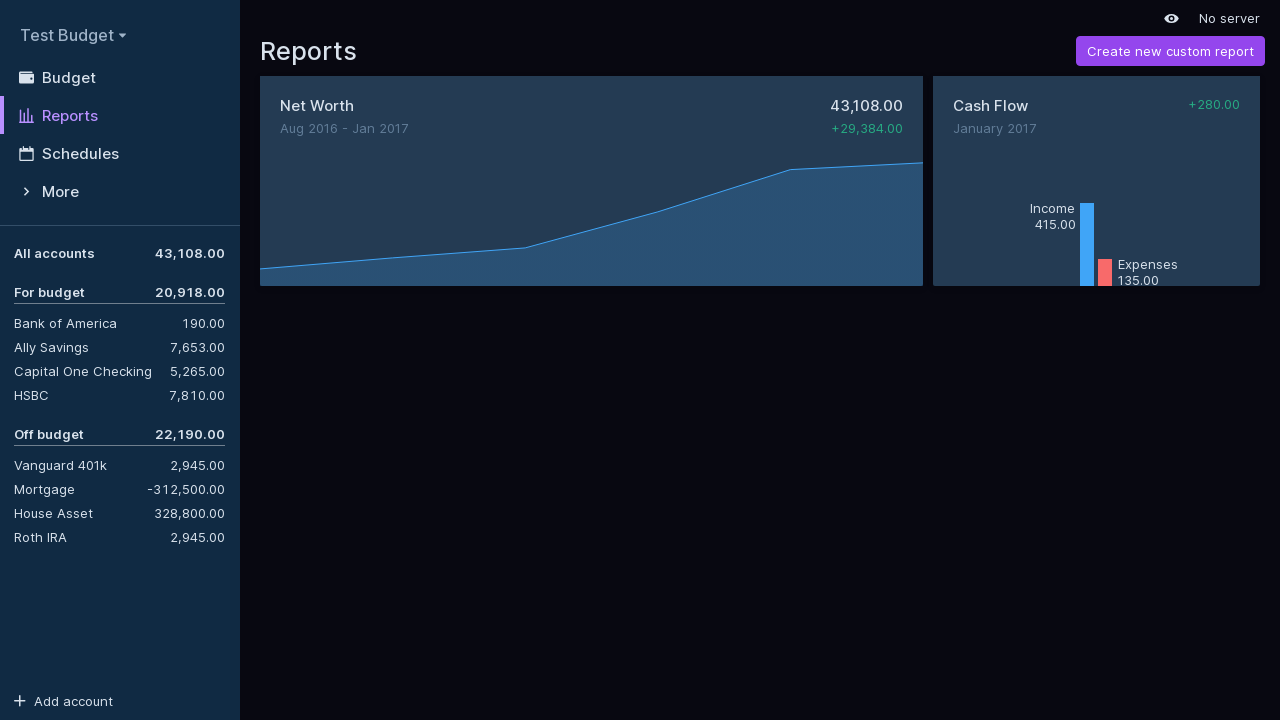 Test Budget
Budget
Reports
Schedules
More
All accounts 43,108.00
For budget 20,918.00
Bank of America 190.00
Ally Savings 7,653.00
Capital One Checking 5,265.00
HSBC 7,810.00
Off budget 22,190.00
Vanguard 401k 2,945.00
Mortgage -312,500.00
House Asset 328,800.00
Roth IRA 2,945.00
Add account
No server
Reports
Create new custom report
Net Worth 43,108.00
Aug 2016 - Jan 2017 +29,384.00
Cash Flow +280.00
January 2017
Income
415.00
Expenses
135.00